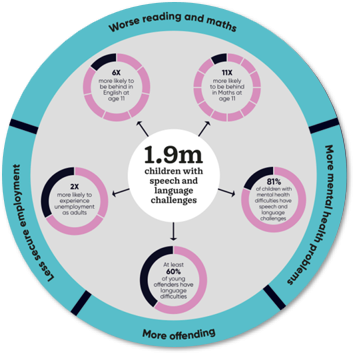 Worse reading and maths
6X
more likely to
be behind in
English at
age 11
11X
more likely to
be behind
in Maths at
age 11
1.9m
children with
speech and
language
challenges
2X
more likely to
experience
unemployment
as adults
81%
of children with
mental health
difficulties have
speech and
language
challenges
At least
60%
of young
offenders have
language
difficulties
Less secure employment
More mental health problems
More offending